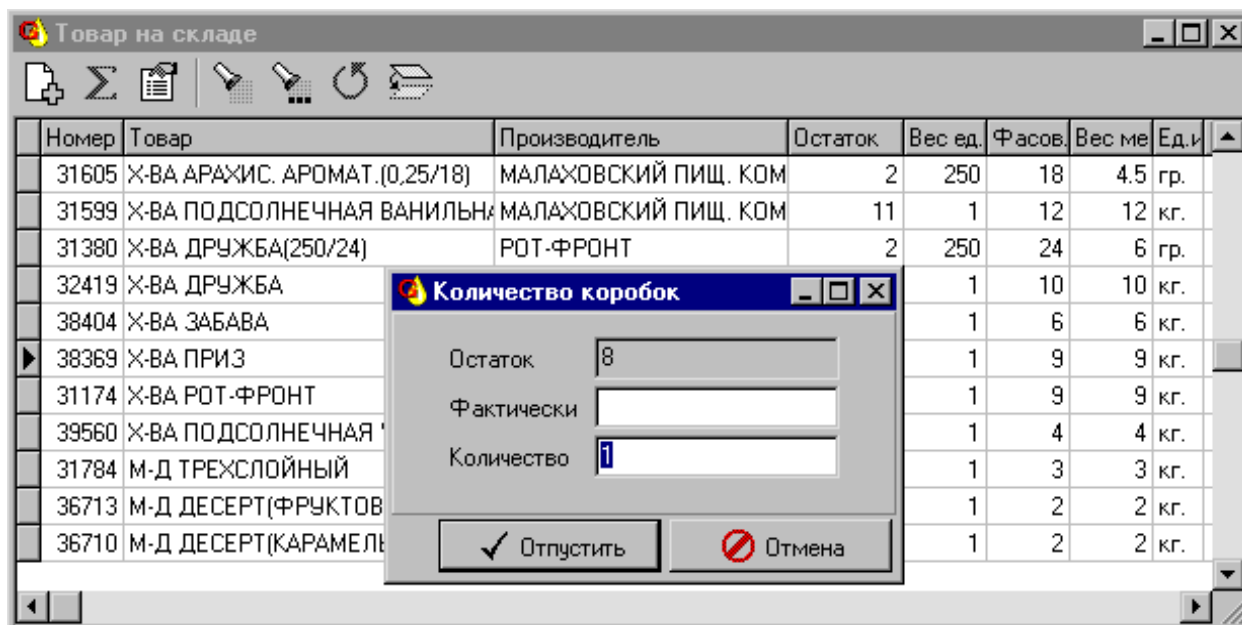 Товар на складе
Номер Товар Производитель Остаток Вес ед. Фасов. Вес ме Ед.и
31605 Х-ВА АРАХИС. АРОМАТ.(0,25/18) МАЛАХОВСКИЙ ПИЩ. КОМ 2 250 18 4.5 гр.
31599 Х-ВА ПОДСОЛНЕЧНАЯ ВАНИЛЬНА МАЛАХОВСКИЙ ПИЩ. КОМ 11 1 12 12 кг.
31380 Х-ВА ДРУЖБА(250/24) РОТ-ФРОНТ 2 250 24 6 гр.
32419 Х-ВА ДРУЖБА 1 10 10 кг.
38404 Х-ВА ЗАБАВА 1 6 6 кг.
38369 Х-ВА ПРИЗ 1 9 9 кг.
31174 Х-ВА РОТ-ФРОНТ 1 9 9 кг.
39560 Х-ВА ПОДСОЛНЕЧНАЯ 1 4 4 кг.
31784 М-Д ТРЕХСЛОЙНЫЙ 1 3 3 кг.
36713 М-Д ДЕСЕРТ(ФРУКТОВ 1 2 2 кг.
36710 М-Д ДЕСЕРТ(КАРАМЕЛЬ 1 2 2 кг.
Количество коробок
Остаток 8
Фактически
Количество 1
Отпустить Отмена